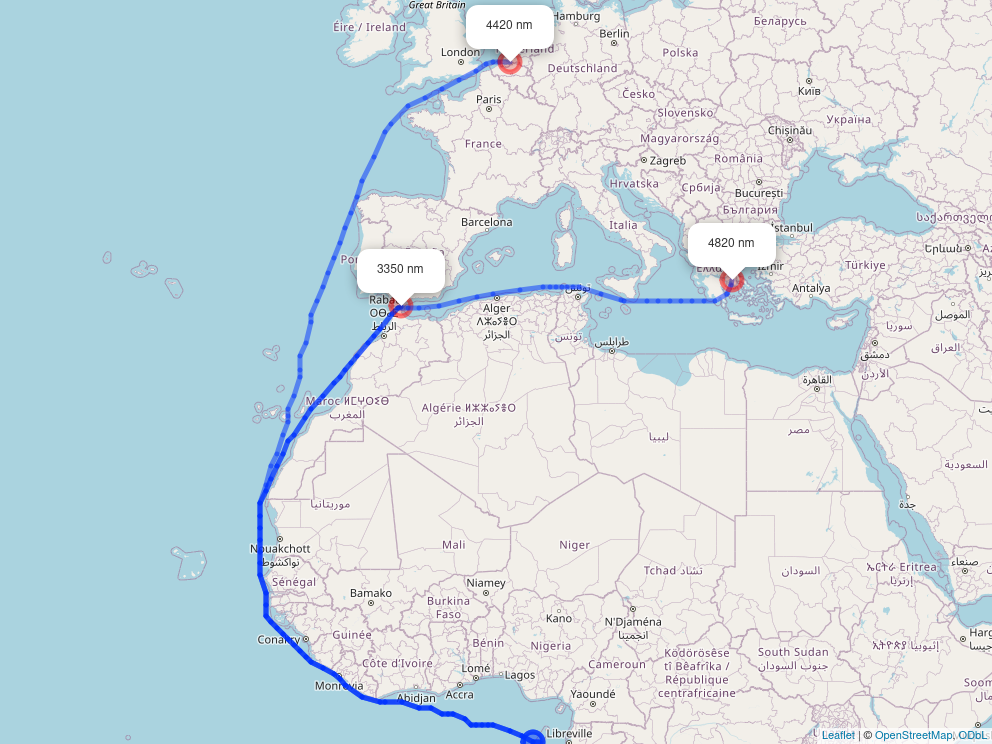 Great Britain
4420 nm
Hamburg
Беларусь
Éire / Ireland
Berlin
London
Polska
Deutschland
Česko
Київ
Paris
Slovensko
Україна
Magyarország
Chișinău
France
Zagreb
România
Hrvatska
Србија
București
Barcelona
България
Italia
4820 nm
3350 nm
Türkiye
Antalya
تونس
Alger
ⴷⵣⴰⵢⴻⵔ
الجزائر
الرباط
تونس
طرابلس
سوريا
دمشق
العراق
الأردن
القاهرة
الموصل
Maroc ⵍⵎⵖⵔⵉⴱ
المغرب
Algérie ⵍⵣⵣⴰⵢⴻⵔ
الجزائر
ليبيا
مصر
السعودية
جدة
موريتانيا
Nouakchott
نواكشوط
Mali
Niger
Tchad تشاد
السودان
ኤርትራ Eritrea
إرتريا
صنعاء
Sénégal
Bamako
Niamey
Burkina
Faso
Kano
N'Djaména
انجمينا
Conakry
Guinée
Bénin
Nigeria
Côte d'Ivoire
Lomé
Lagos
Cameroun
Ködörösêse
tî Bêafrîka /
République
centrafricaine
South Sudan
جنوب السودان
ኢትዮጵያ إثيوبيا
Monrovia
Abidjan
Accra
Yaoundé
Libreville
Leaflet | © OpenStreetMap, ODbL